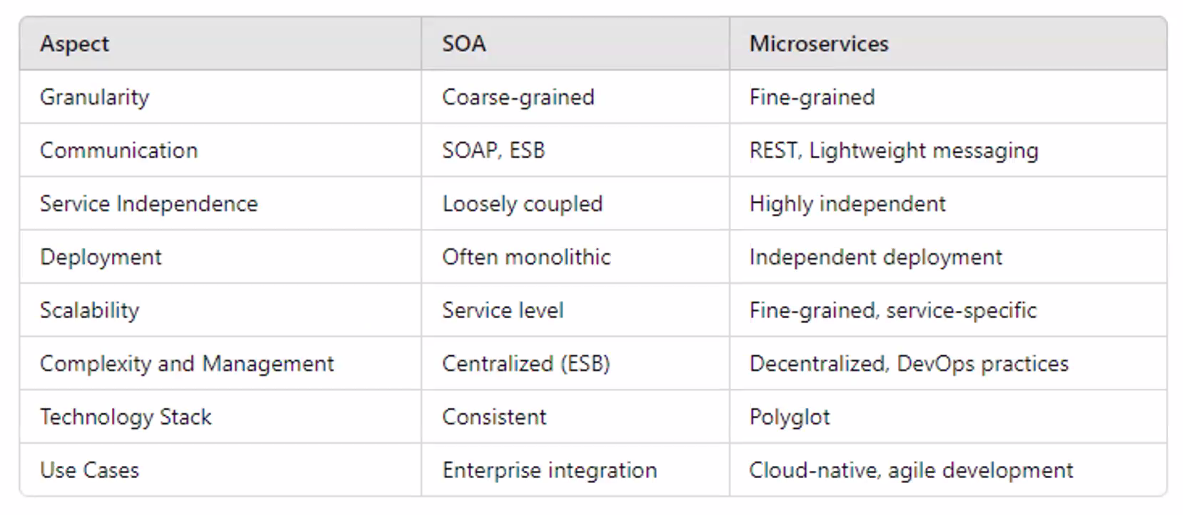 Aspect SOA Microservices
Granularity Coarse-grained Fine-grained
Communication SOAP, ESB REST, Lightweight messaging
Service Independence Loosely coupled Highly independent
Deployment Often monolithic Independent deployment
Scalability Service level Fine-grained, service-specific
Complexity and Management Centralized (ESB) Decentralized, DevOps practices
Technology Stack Consistent Polyglot
Use Cases Enterprise integration Cloud-native, agile development